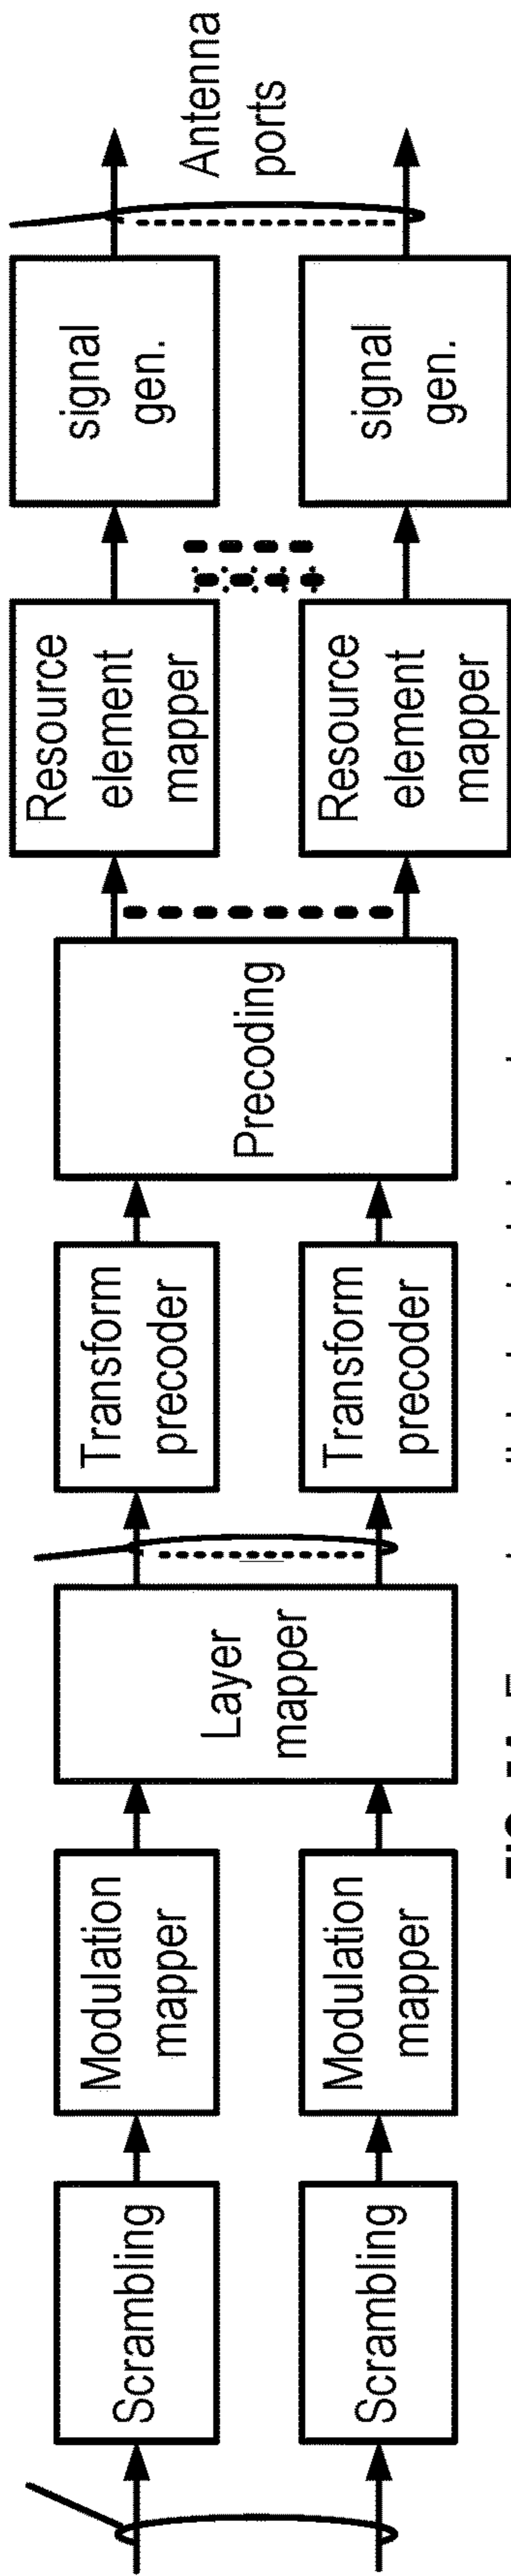 Scrambling
Modulation
mapper
Layer
mapper
Transform
precoder
Precoding
Resource
element
mapper
signal
gen.
Antenna
ports
Scrambling
Modulation
mapper
Transform
precoder
Resource
element
mapper
signal
gen.